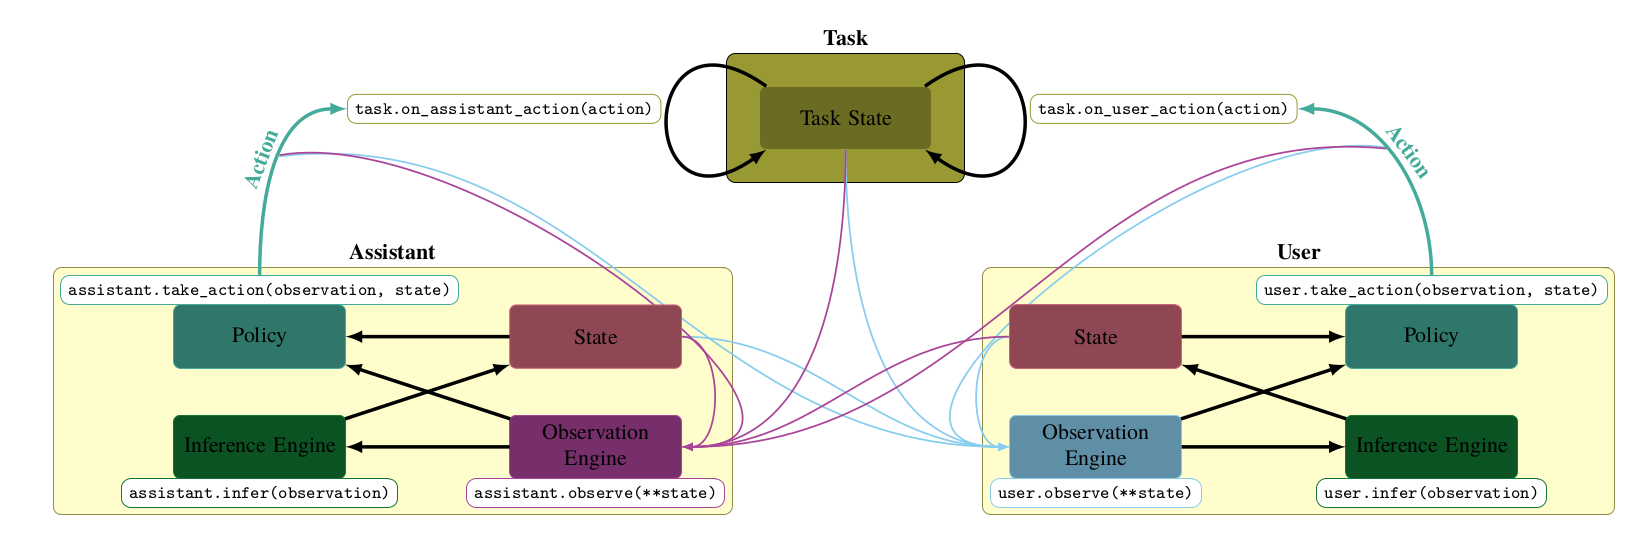 Task
Task State
task.on_assistant_action(action)
task.on_user_action(action)
Action
Action
Assistant
assistant.take_action(observation, state)
Policy
State
Inference Engine
Observation
Engine
assistant.infer(observation)
assistant.observe(**state)
User
user.take_action(observation, state)
State
Policy
Observation
Engine
Inference Engine
user.observe(**state)
user.infer(observation)